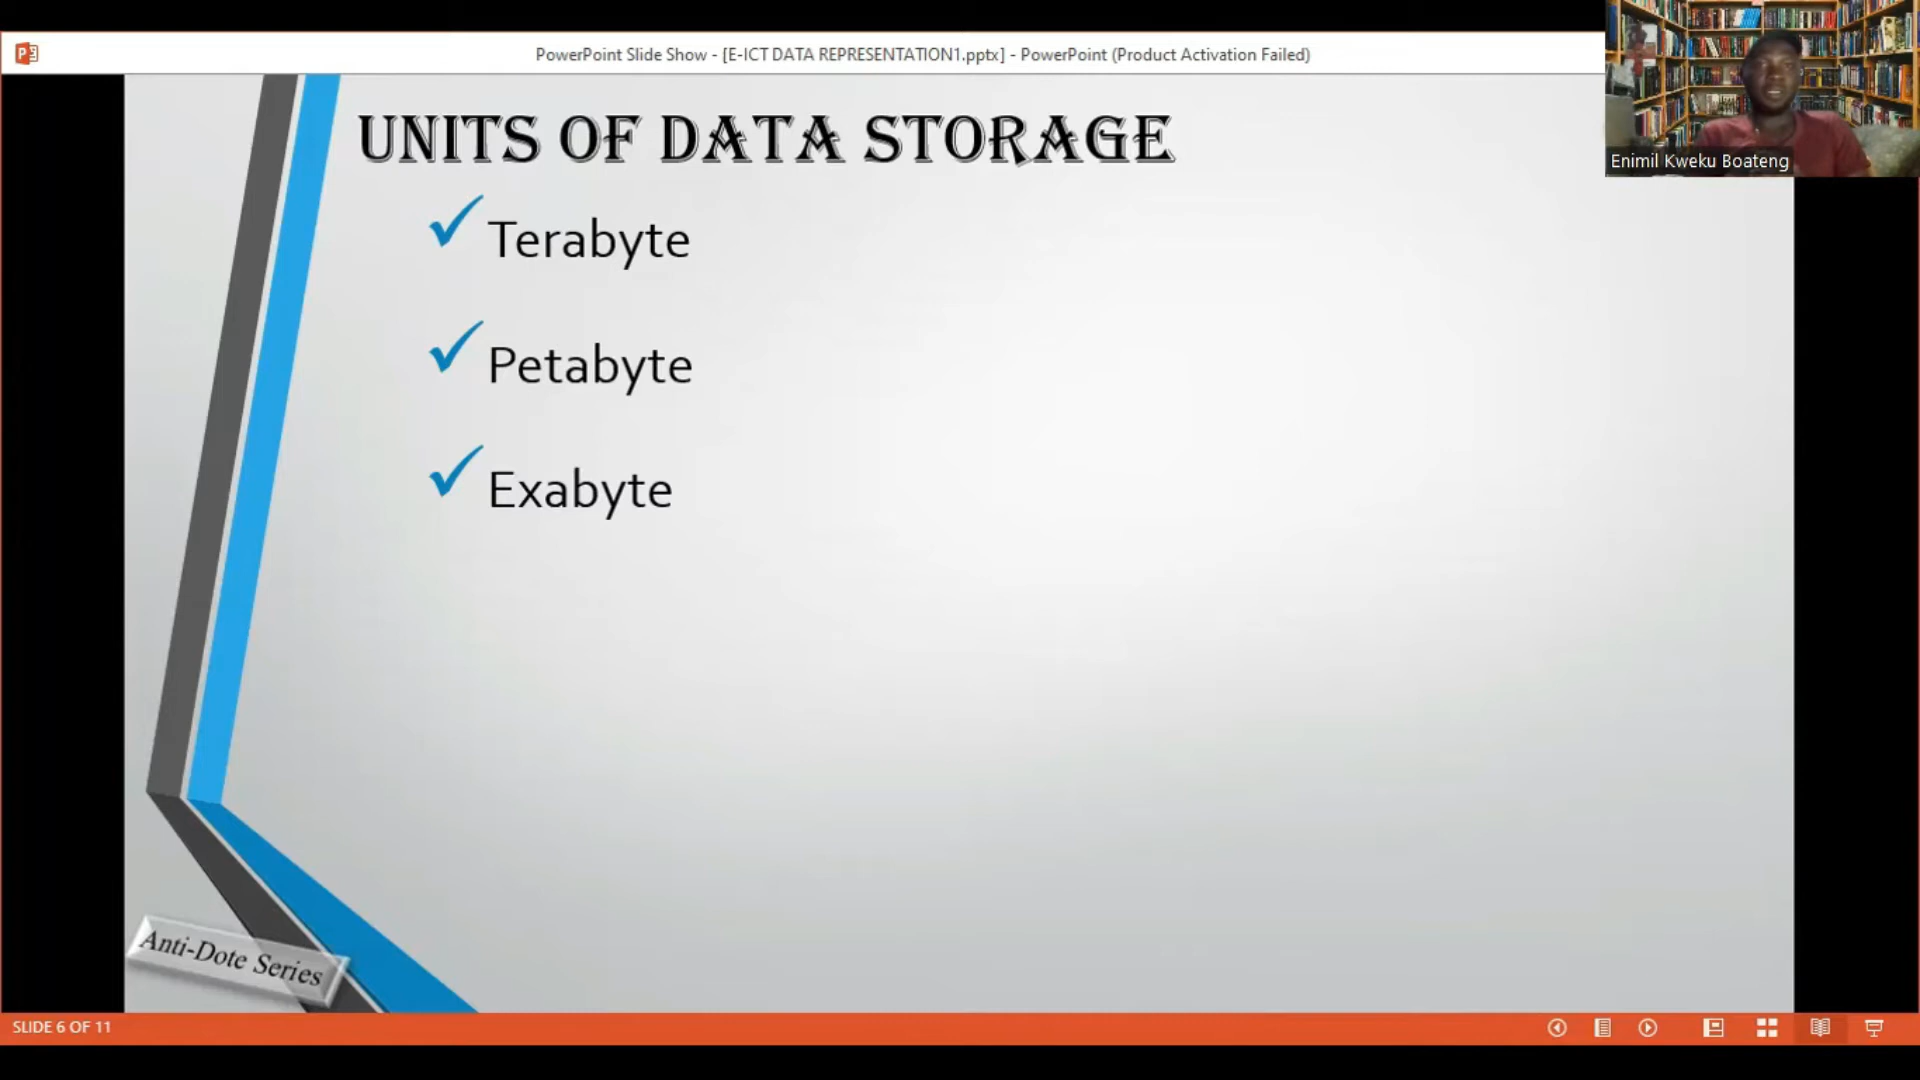 PowerPoint Slide Show - [E-ICT DATA REPRESENTATION1.pptx] - PowerPoint (Product Activation Failed)
Enimil Kweku Boateng
UNITS OF DATA STORAGE
Terabyte
Petabyte
Exabyte
Anti-Dote Series
SLIDE 6 OF 11